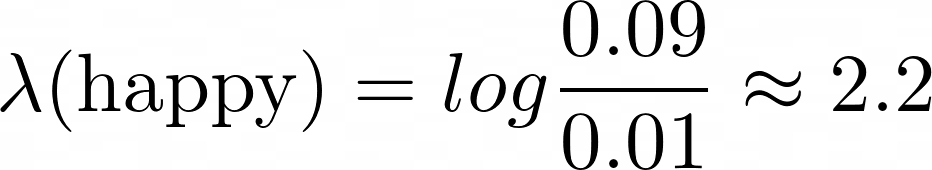 λ(happy) = log 0.09/0.01 ≈ 2.2